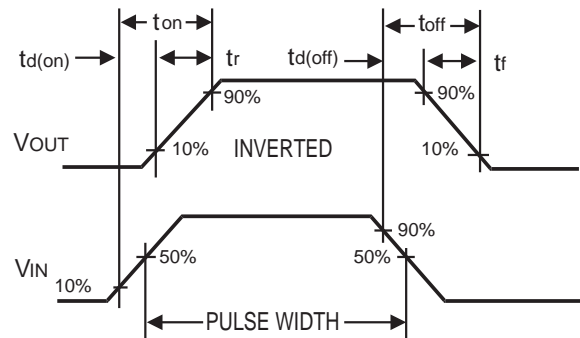 ton
toff
td(on)
tr
td(off)
tf
90%
90%
VOUT
10%
INVERTED
10%
90%
50%
50%
VIN
10%
PULSE WIDTH